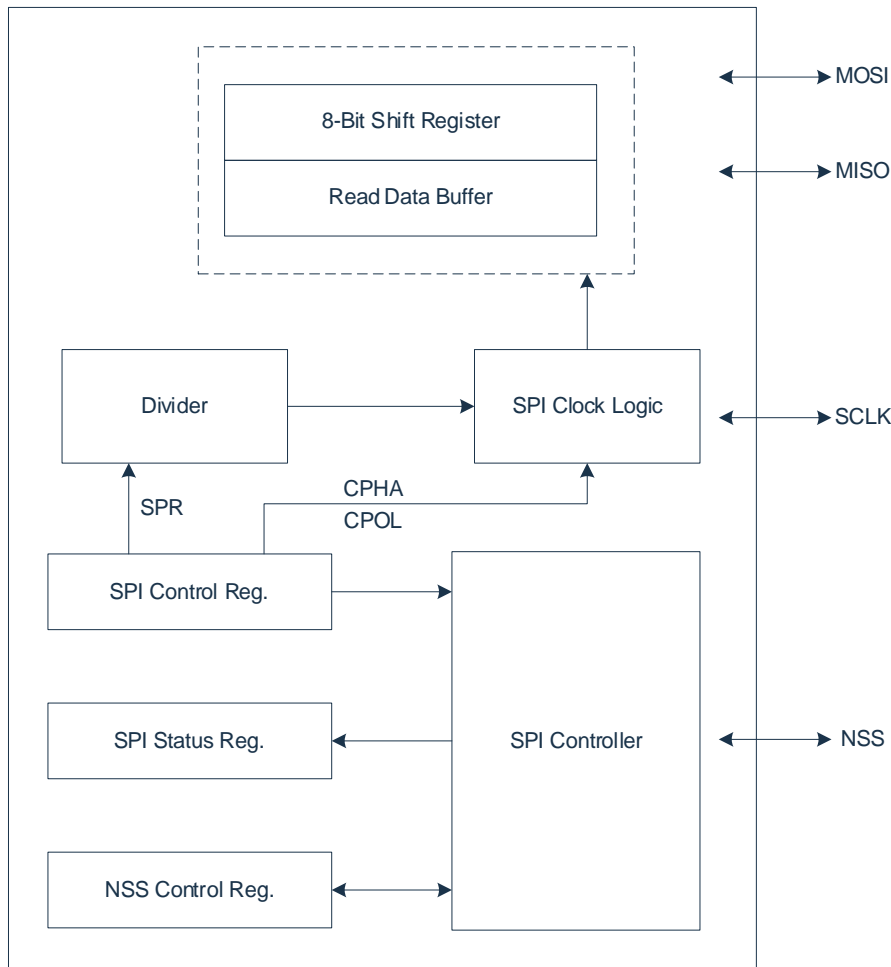 MOSI
8-Bit Shift Register
MISO
Read Data Buffer
Divider
SPI Clock Logic
SCLK
CPHA
SPR
CPOL
SPI Control Reg.
SPI Status Reg.
SPI Controller
NSS
NSS Control Reg.